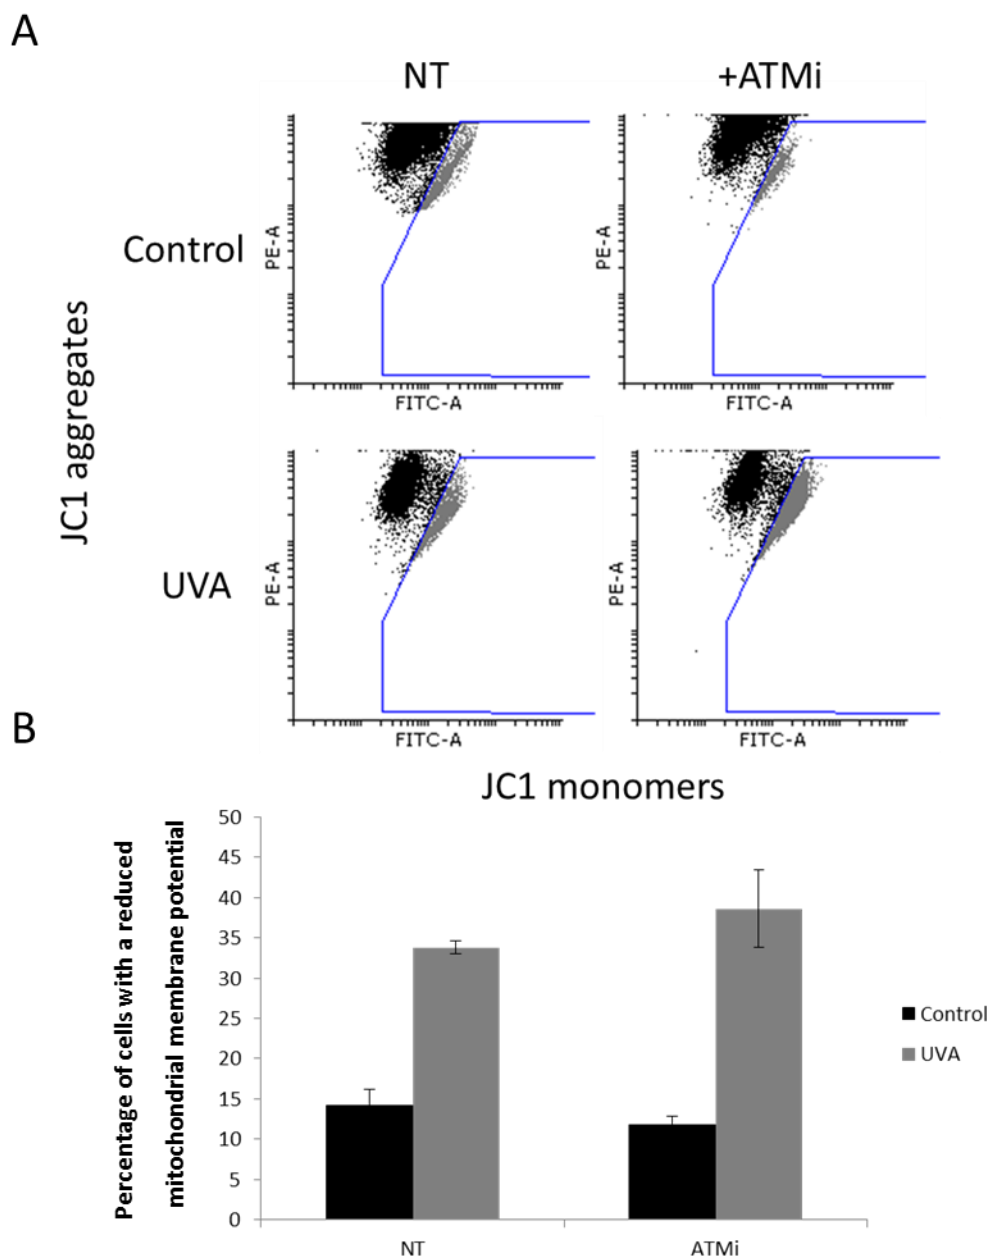 A
NT
+ATMi
Control
PE-A
FITC-A
PE-A
FITC-A
JC1 aggregates
UVA
PE-A
FITC-A
PE-A
FITC-A
B
JC1 monomers
Percentage of cells with a reduced
mitochondrial membrane potential
50
45
40
35
30
25
20
15
10
5
0
NT
ATMi
Control
UVA